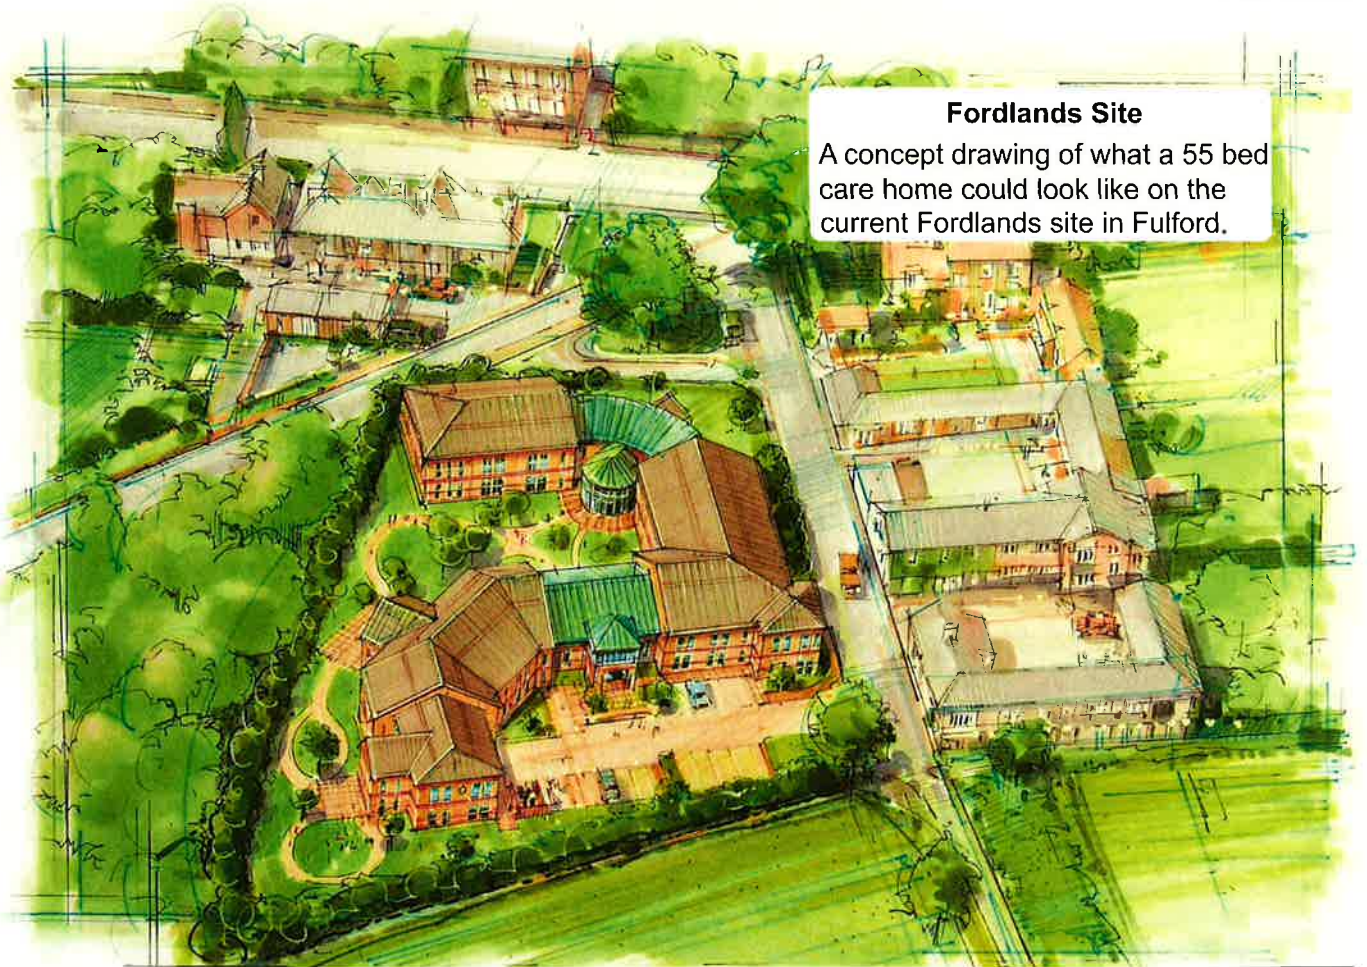 Fordlands Site
A concept drawing of what a 55 bed
care home could look like on the
current Fordlands site in Fulford.